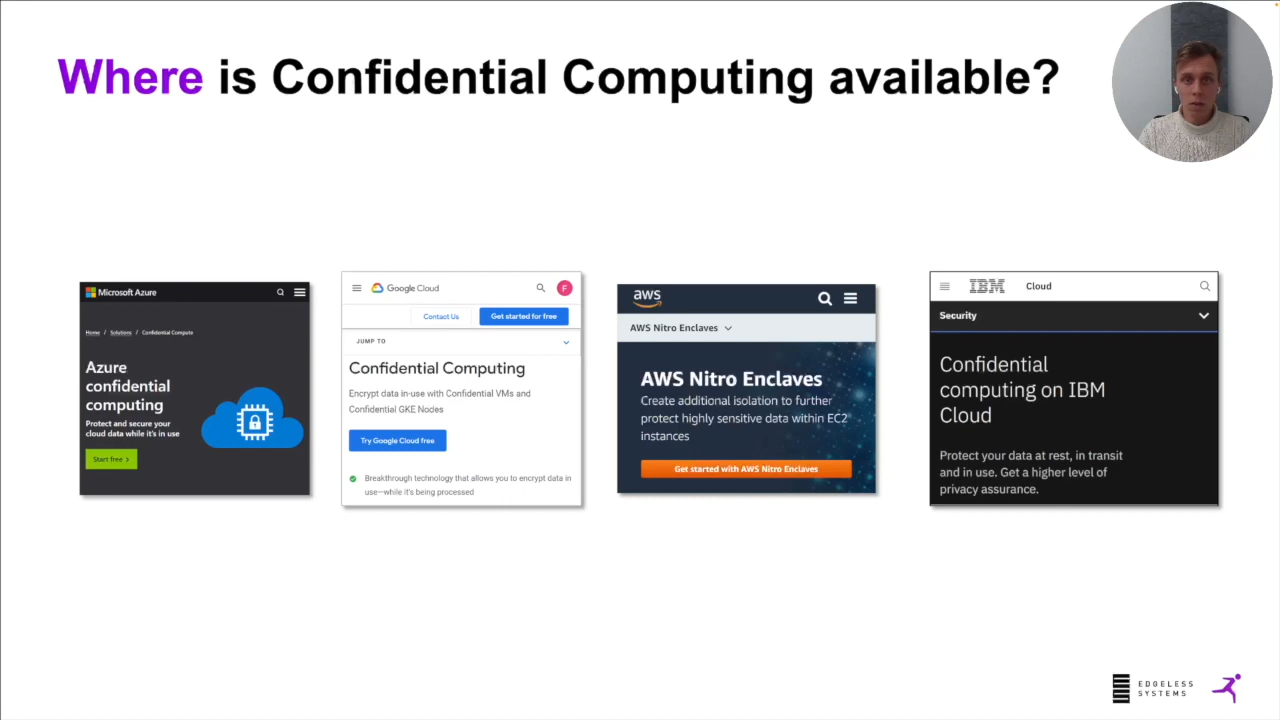 Where is Confidential Computing available?
Microsoft Azure
Home / Solutions / Confidential Compute
Azure
confidential
computing
Protect and secure your
cloud data while it's in use
Start free >
Google Cloud
F
Contact Us
Get started for free
JUMP TO
Confidential Computing
Encrypt data in-use with Confidential VMs and
Confidential GKE Nodes
Try Google Cloud free
Breakthrough technology that allows you to encrypt data in
use—while it's being processed
aws
AWS Nitro Enclaves
AWS Nitro Enclaves
Create additional isolation to further
protect highly sensitive data within EC2
instances
Get started with AWS Nitro Enclaves
IBM Cloud
Security
Confidential
computing on IBM
Cloud
Protect your data at rest, in transit
and in use. Get a higher level of
privacy assurance.
EDGELESS
SYSTEMS